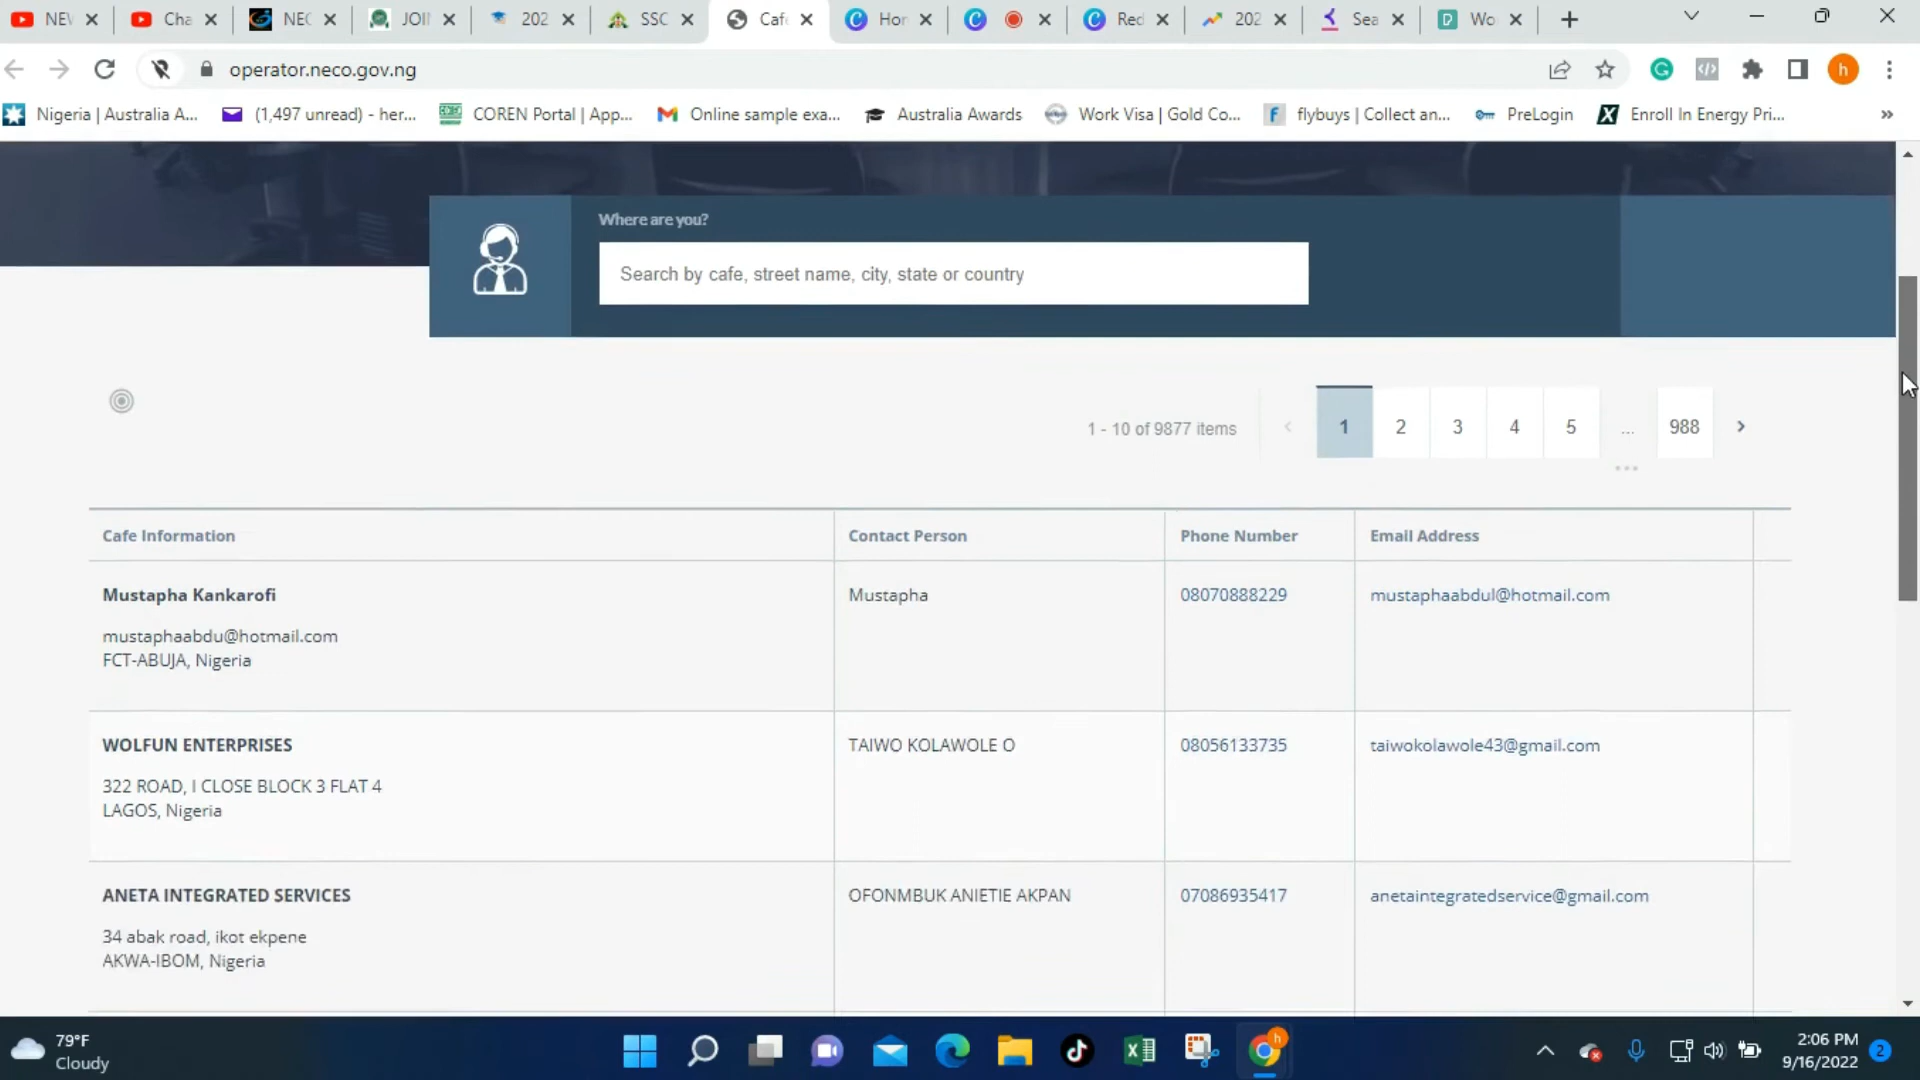 NEW
Cha
NEC
JOIN
202
SSC
Cafe
Hor
Red
202
Sea
Wo
operator.neco.gov.ng
h
Nigeria | Australia A...
(1,497 unread) - her...
COREN Portal | App...
Online sample exa...
Australia Awards
Work Visa | Gold Co...
flybuys | Collect an...
PreLogin
Enroll In Energy Pri...
»
Where are you?
Search by cafe, street name, city, state or country
1 - 10 of 9877 items
1 2 3 4 5 ... 988
Cafe Information Contact Person Phone Number Email Address
Mustapha Kankarofi Mustapha 08070888229 mustaphaabdul@hotmail.com
mustaphaabdu@hotmail.com
FCT-ABUJA, Nigeria
WOLFUN ENTERPRISES TAIWO KOLAWOLE O 08056133735 taiwokolawole43@gmail.com
322 ROAD, I CLOSE BLOCK 3 FLAT 4
LAGOS, Nigeria
ANETA INTEGRATED SERVICES OFONMBUK ANIETIE AKPAN 07086935417 anetaintegratedservice@gmail.com
34 abak road, ikot ekpene
AKWA-IBOM, Nigeria
79°F
Cloudy
2:06 PM
9/16/2022
2